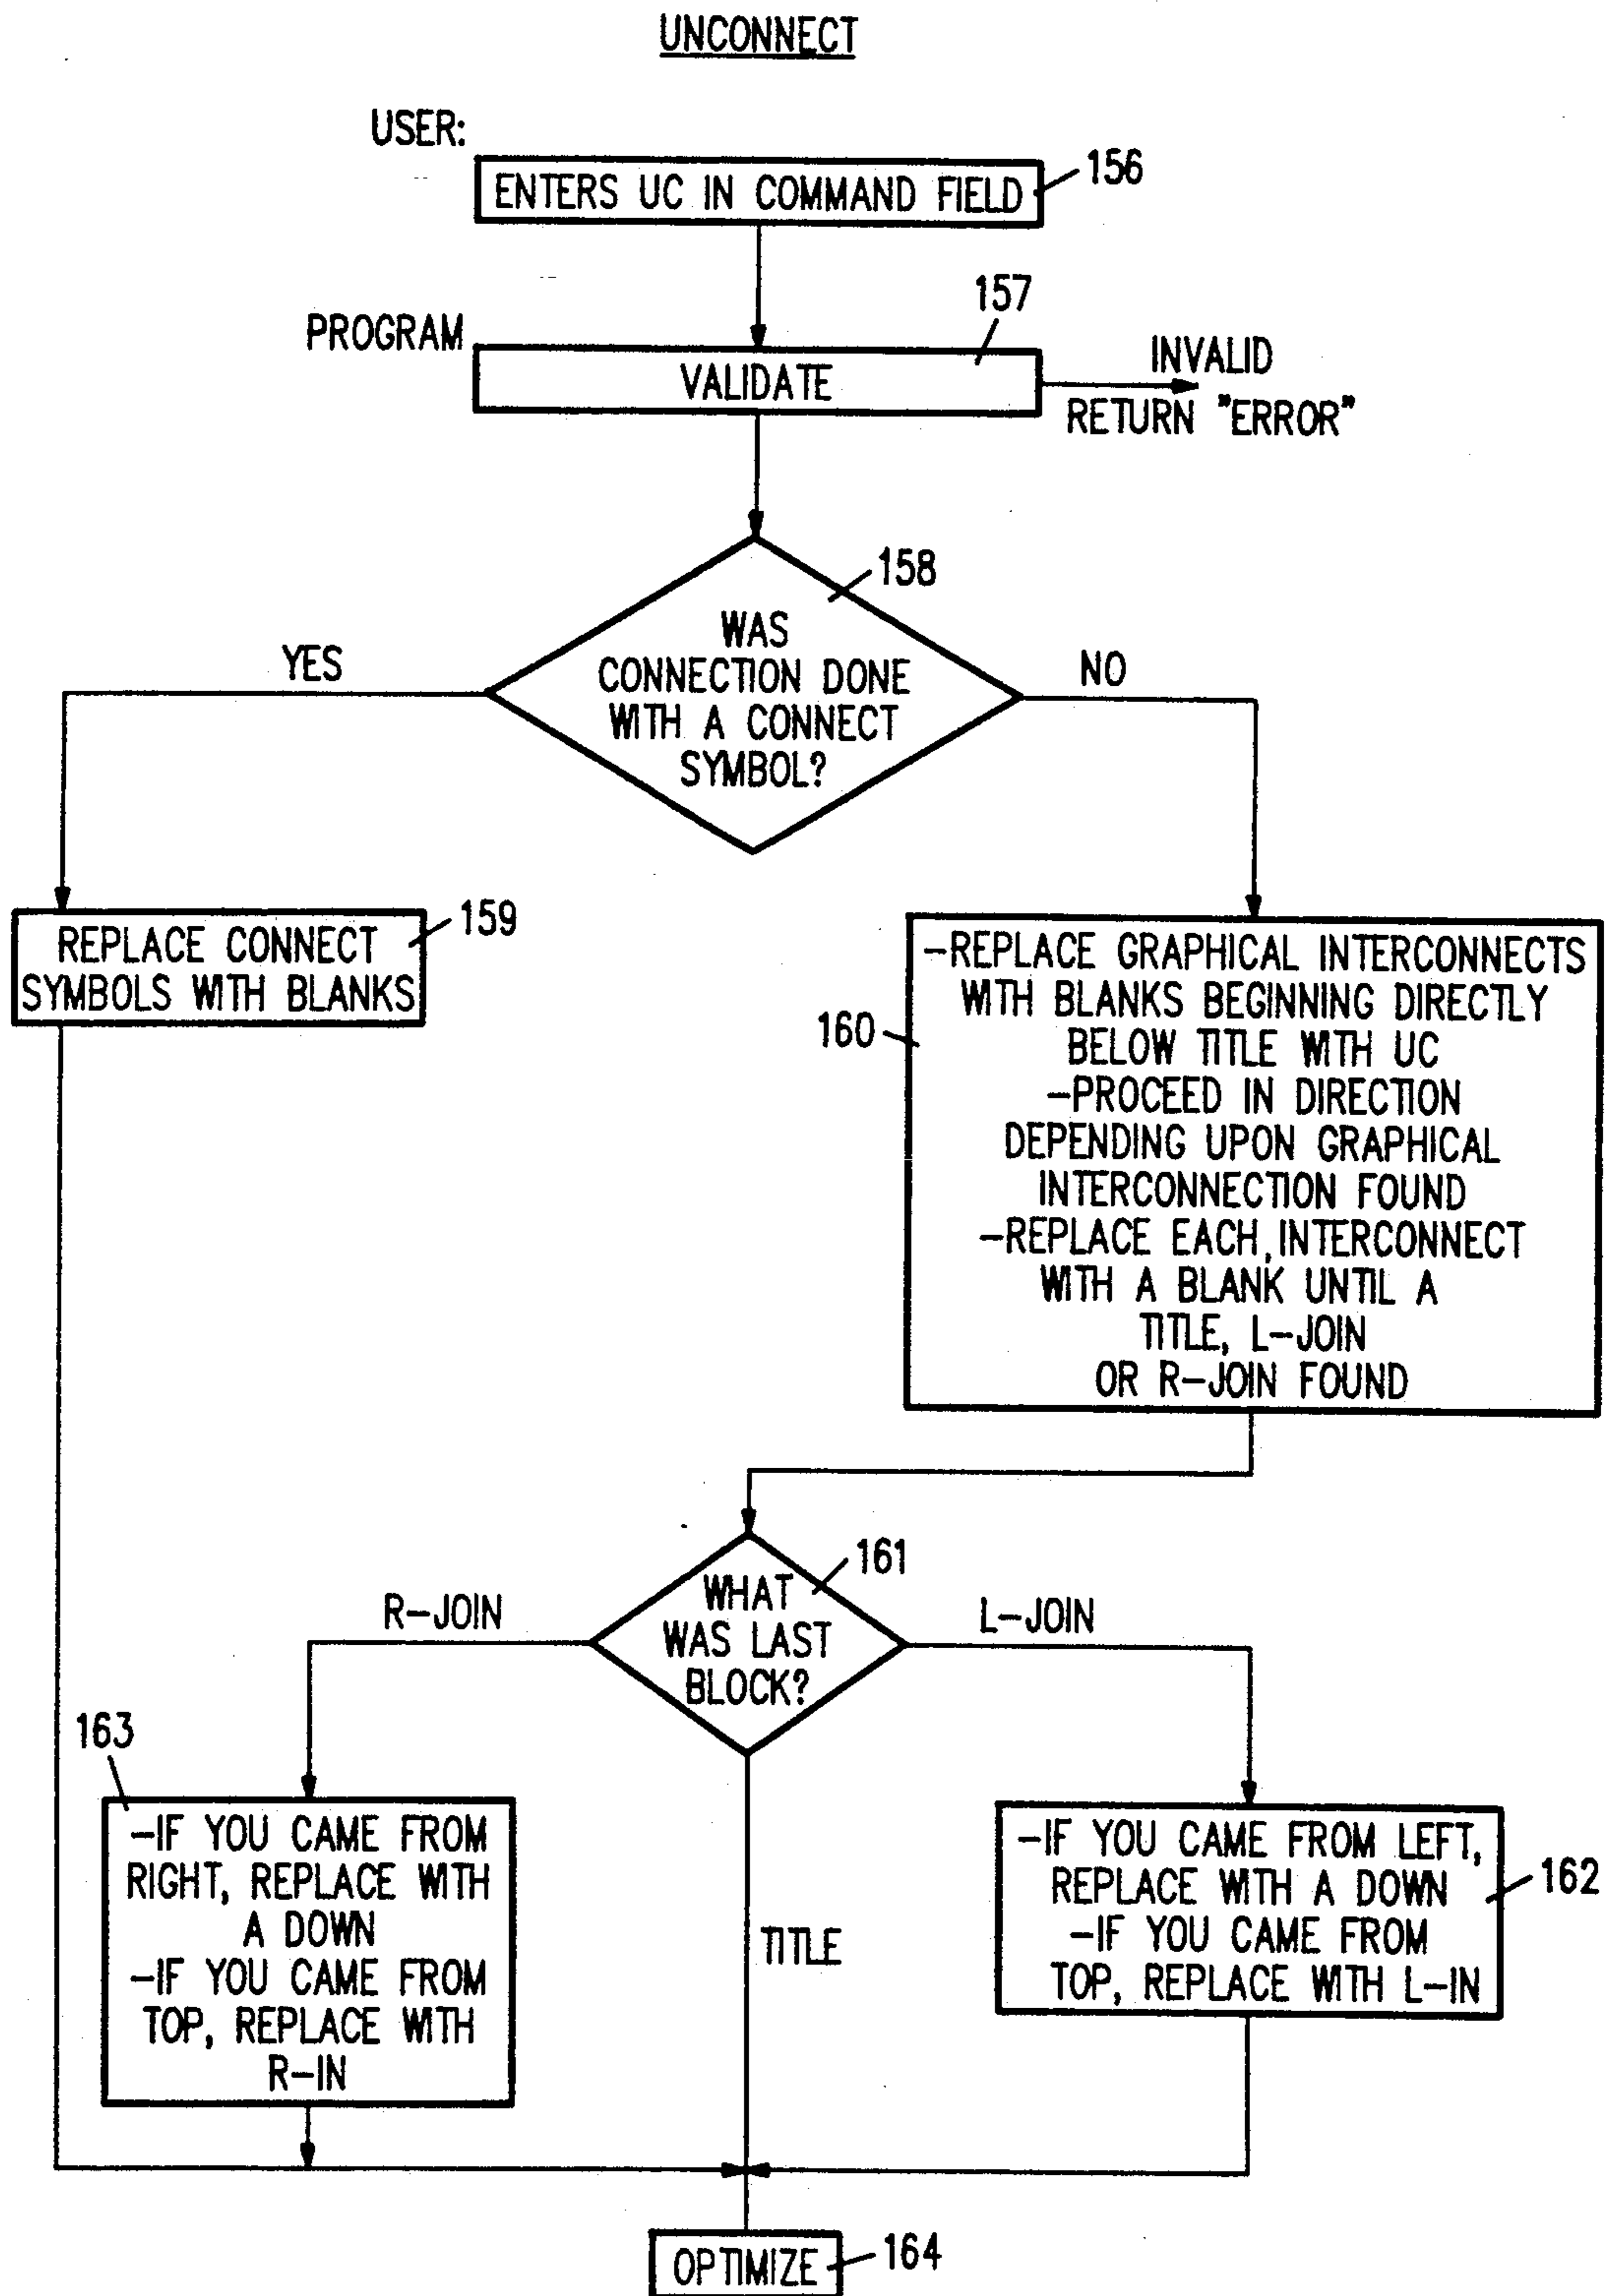 UNCONNECT
USER:
ENTERS UC IN COMMAND FIELD
156
PROGRAM
157
VALIDATE
INVALID
RETURN "ERROR"
158
WAS
CONNECTION DONE
WITH A CONNECT
SYMBOL?
YES
NO
REPLACE CONNECT
SYMBOLS WITH BLANKS
159
160
-REPLACE GRAPHICAL INTERCONNECTS
WITH BLANKS BEGINNING DIRECTLY
BELOW TITLE WITH UC
-PROCEED IN DIRECTION
DEPENDING UPON GRAPHICAL
INTERCONNECTION FOUND
-REPLACE EACH INTERCONNECT
WITH A BLANK UNTIL A
TITLE, L-JOIN
OR R-JOIN FOUND
161
WHAT
WAS LAST
BLOCK?
R-JOIN
L-JOIN
163
-IF YOU CAME FROM
RIGHT, REPLACE WITH
A DOWN
-IF YOU CAME FROM
TOP, REPLACE WITH
R-IN
TITLE
-IF YOU CAME FROM LEFT,
REPLACE WITH A DOWN
-IF YOU CAME FROM
TOP, REPLACE WITH L-IN
162
OPTIMIZE
164